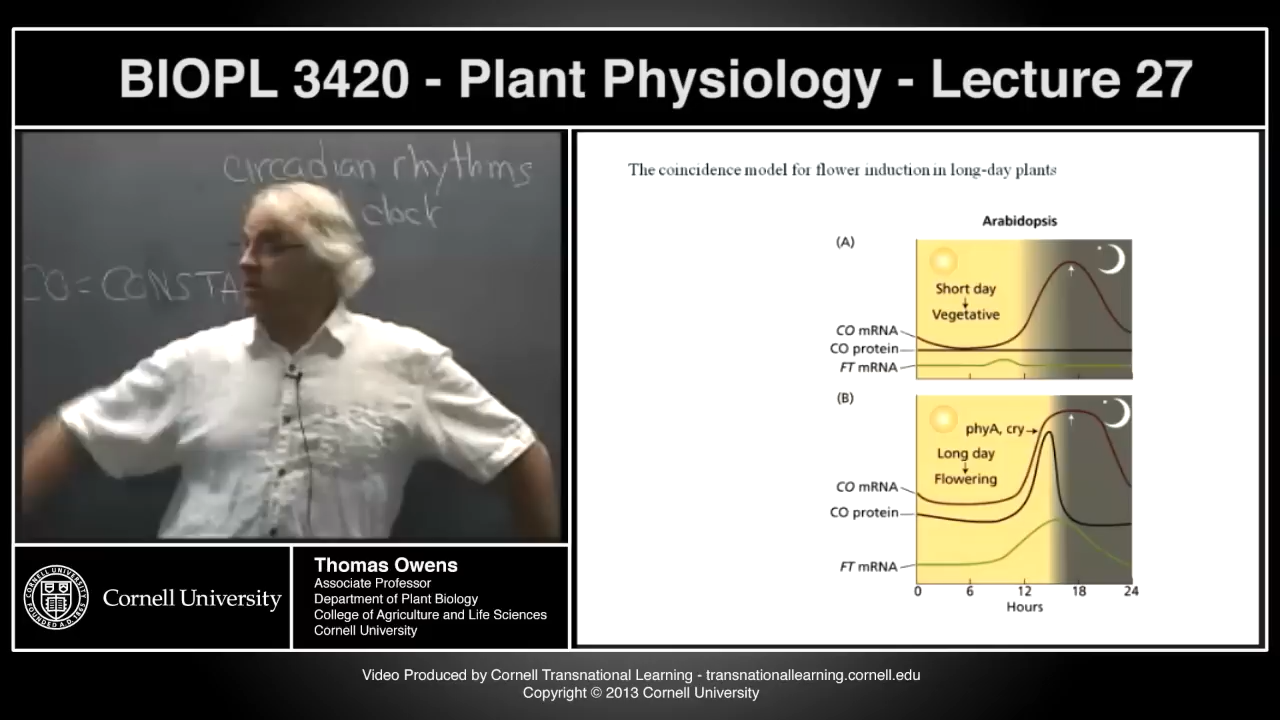 BIOPL 3420 - Plant Physiology - Lecture 27
circadian rhythms
clock
CO = CONSTA
The coincidence model for flower induction in long-day plants
Arabidopsis
(A)
Short day
Vegetative
CO mRNA
CO protein
FT mRNA
(B)
phyA, cry
Long day
Flowering
CO mRNA
CO protein
FT mRNA
0 6 12 18 24
Hours
Cornell University
Thomas Owens
Associate Professor
Department of Plant Biology
College of Agriculture and Life Sciences
Cornell University
Video Produced by Cornell Transnational Learning - transnationallearning.cornell.edu
Copyright © 2013 Cornell University